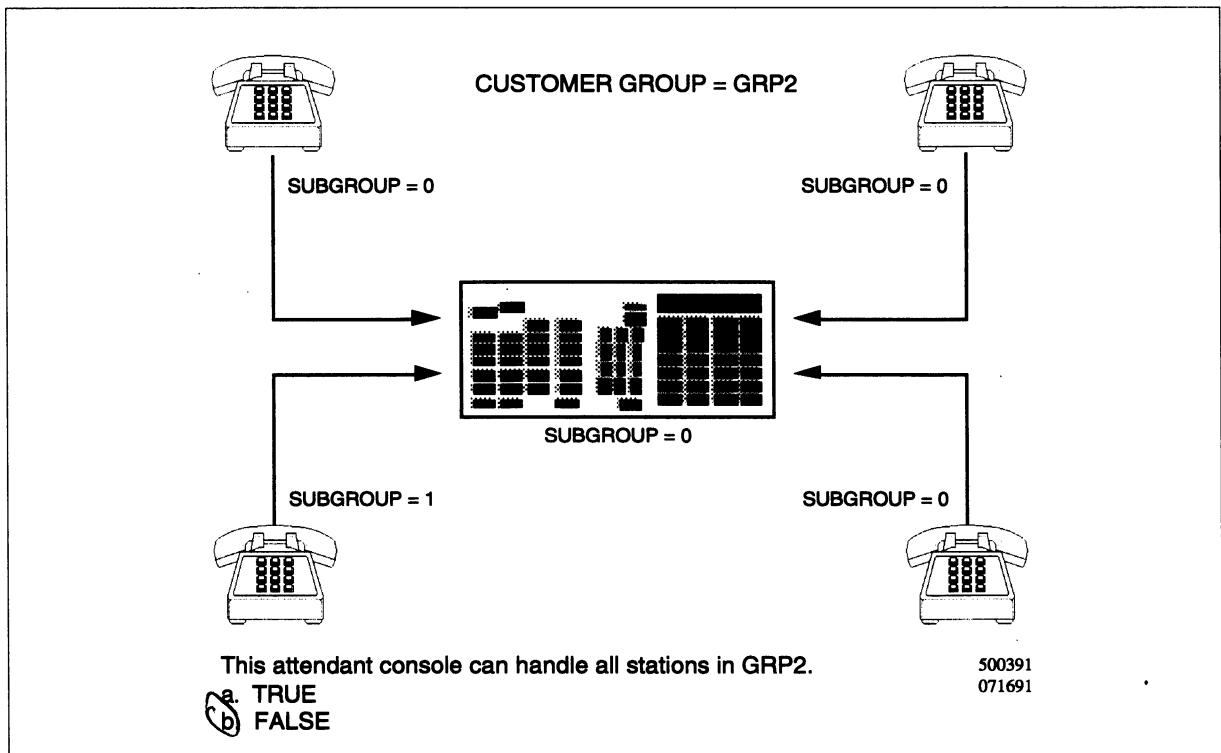 CUSTOMER GROUP = GRP2
SUBGROUP = 0
SUBGROUP = 0
SUBGROUP = 0
SUBGROUP = 1
SUBGROUP = 0
This attendant console can handle all stations in GRP2.
a. TRUE
b. FALSE
500391
071691